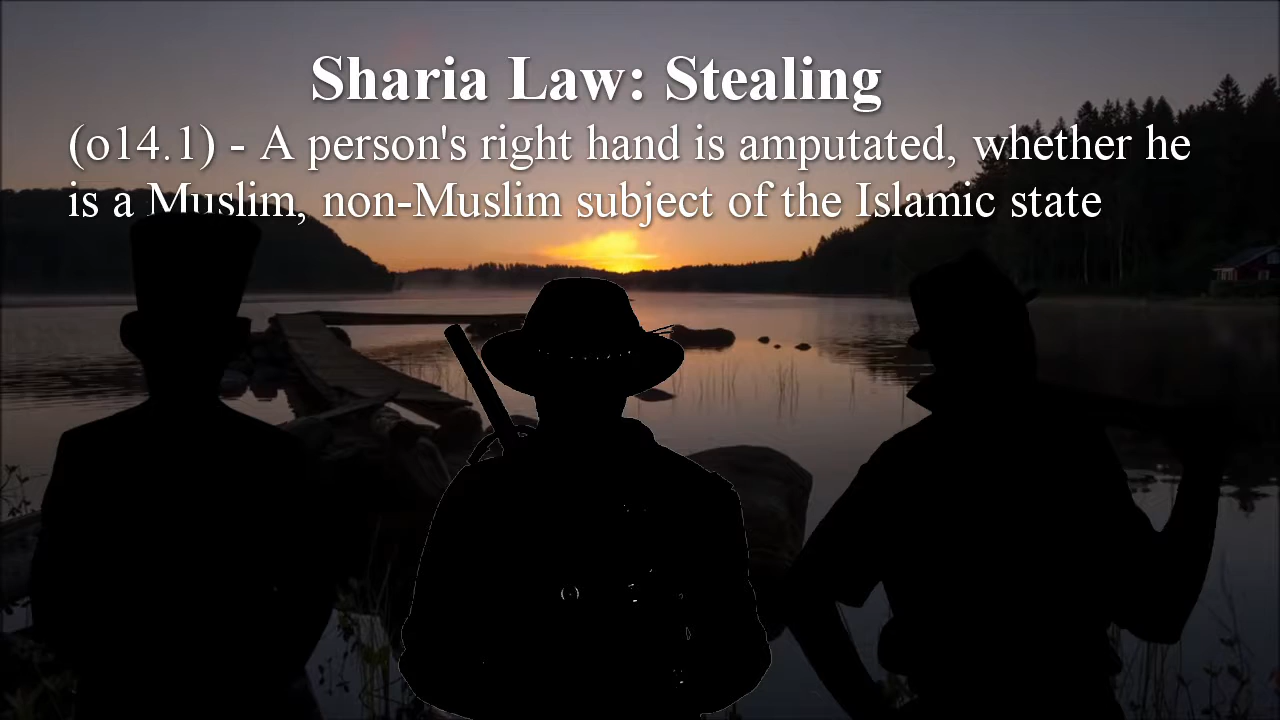 Sharia Law: Stealing
(o14.1) - A person's right hand is amputated, whether he
is a Muslim, non-Muslim subject of the Islamic state